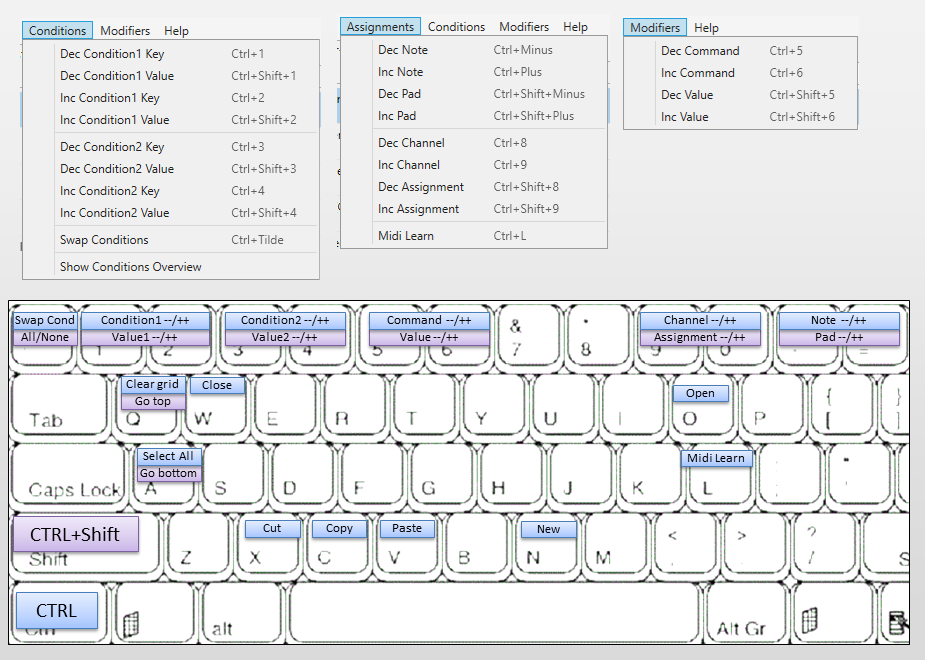 Conditions Modifiers Help
Dec Condition1 Key Ctrl+1
Dec Condition1 Value Ctrl+Shift+1
Inc Condition1 Key Ctrl+2
Inc Condition1 Value Ctrl+Shift+2
Dec Condition2 Key Ctrl+3
Dec Condition2 Value Ctrl+Shift+3
Inc Condition2 Key Ctrl+4
Inc Condition2 Value Ctrl+Shift+4
Swap Conditions Ctrl+Tilde
Show Conditions Overview
Assignments Conditions Modifiers Help
Dec Note Ctrl+Minus
Inc Note Ctrl+Plus
Dec Pad Ctrl+Shift+Minus
Inc Pad Ctrl+Shift+Plus
Dec Channel Ctrl+8
Inc Channel Ctrl+9
Dec Assignment Ctrl+Shift+8
Inc Assignment Ctrl+Shift+9
Midi Learn Ctrl+L
Modifiers Help
Dec Command Ctrl+5
Inc Command Ctrl+6
Dec Value Ctrl+Shift+5
Inc Value Ctrl+Shift+6
Swap Cond Condition1 --/++ Condition2 --/++ Command --/++ & Channel --/++ Note --/++
All/None Value1 --/++ Value2 --/++ Value --/++ Assignment --/++ Pad --/++
1 2 3 4 5 6 7 8 9 0 =
Clear grid Close Open { }
Go top
Tab Q W E R T Y U I O P [ ]
Select All Midi Learn
Go bottom
Caps Lock A S D F G H J K L
CTRL+Shift Cut Copy Paste New < > ?
Shift Z X C V B N M /
CTRL
Ctrl alt Alt Gr